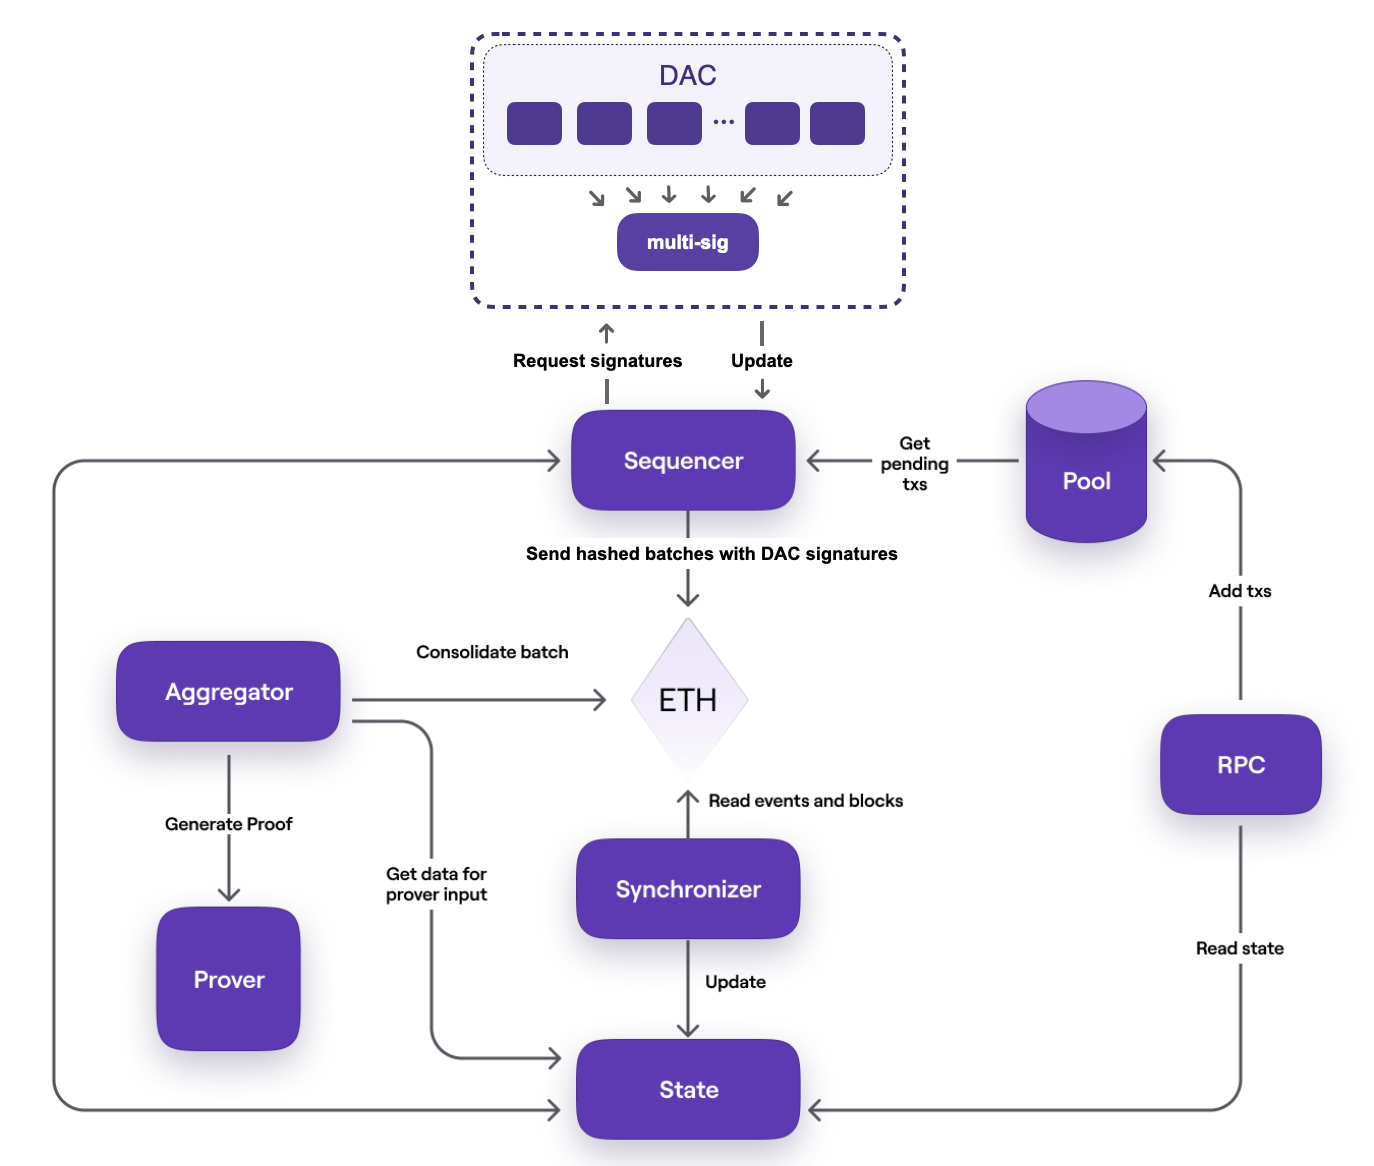 DAC
...
multi-sig
Request signatures
Update
Sequencer
Get
pending
txs
Pool
Send hashed batches with DAC signatures
Add txs
Consolidate batch
Aggregator
ETH
RPC
Read events and blocks
Generate Proof
Get data for
prover input
Synchronizer
Read state
Prover
Update
State